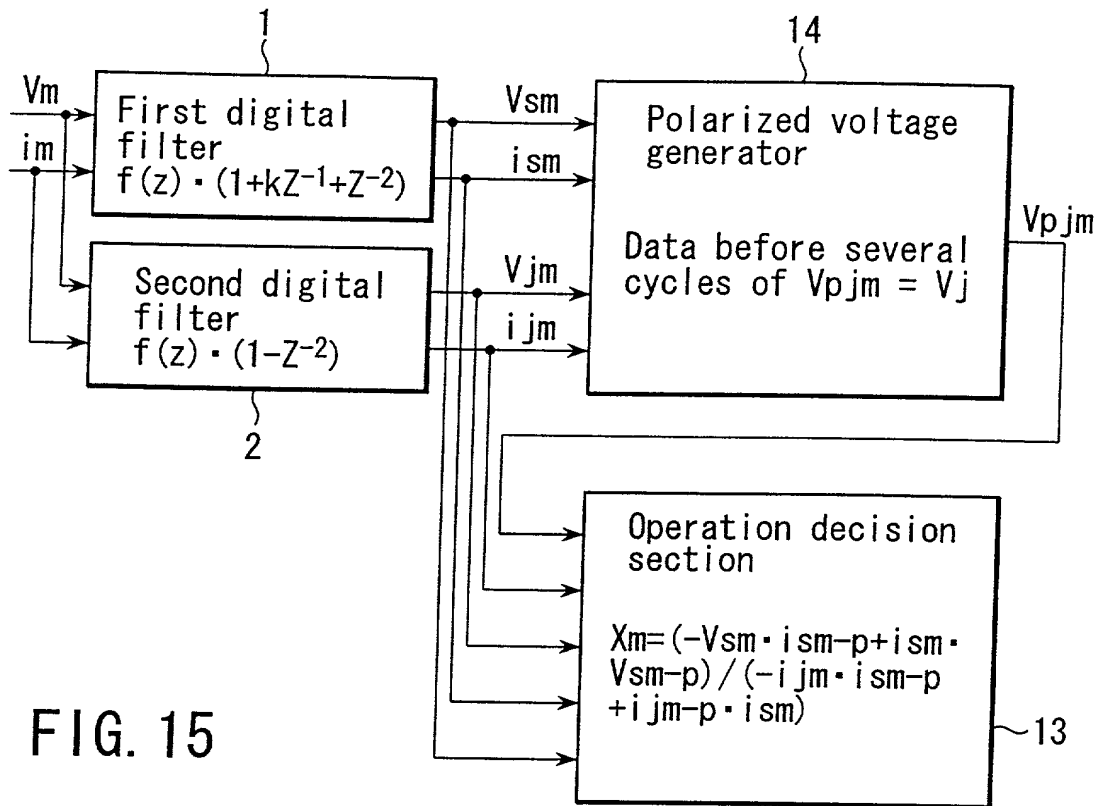 1
14
Vm
im
First digital
filter
f(z)・(1+kZ⁻¹+Z⁻²)
Vsm
ism
Polarized voltage
generator
Data before several
cycles of Vpjm = Vj
Vpjm
Second digital
filter
f(z)・(1-Z⁻²)
Vjm
ijm
2
Operation decision
section
Xm=(-Vsm・ism-p+ism・
Vsm-p)/(-ijm・ism-p
+ijm-p・ism)
13
FIG. 15